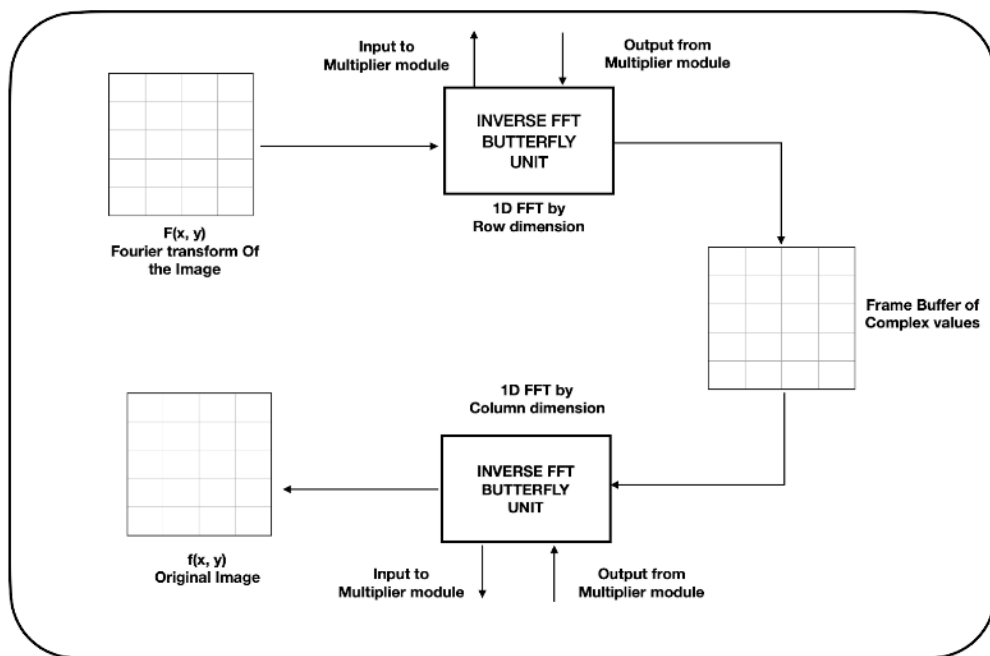 Input to
Multiplier module
Output from
Multiplier module
INVERSE FFT
BUTTERFLY
UNIT
1D FFT by
Row dimension
F(x, y)
Fourier transform Of
the Image
Frame Buffer of
Complex values
1D FFT by
Column dimension
INVERSE FFT
BUTTERFLY
UNIT
f(x, y)
Original Image
Input to
Multiplier module
Output from
Multiplier module